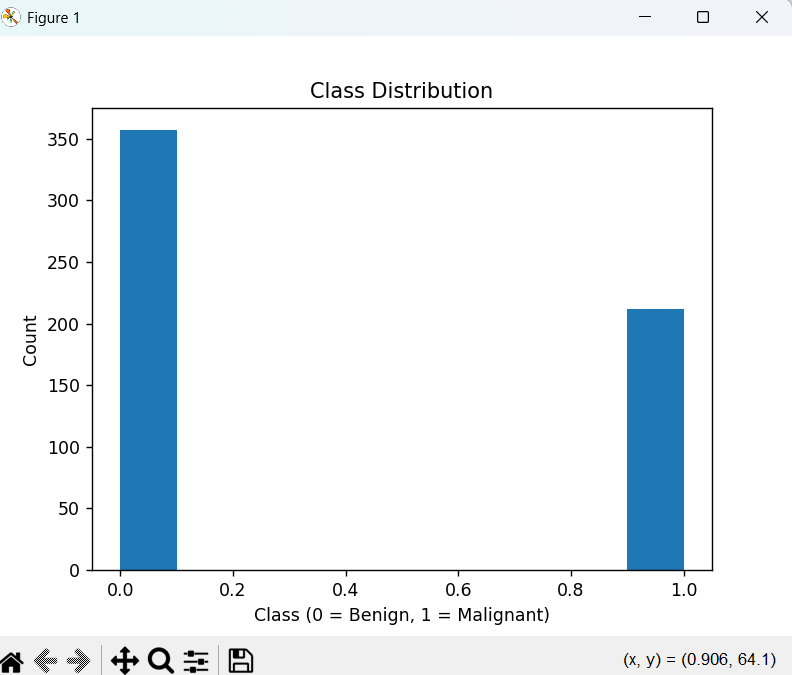 Figure 1
Class Distribution
350
300
250
200
150
100
50
0
Count
0.0 0.2 0.4 0.6 0.8 1.0
Class (0 = Benign, 1 = Malignant)
(x, y) = (0.906, 64.1)